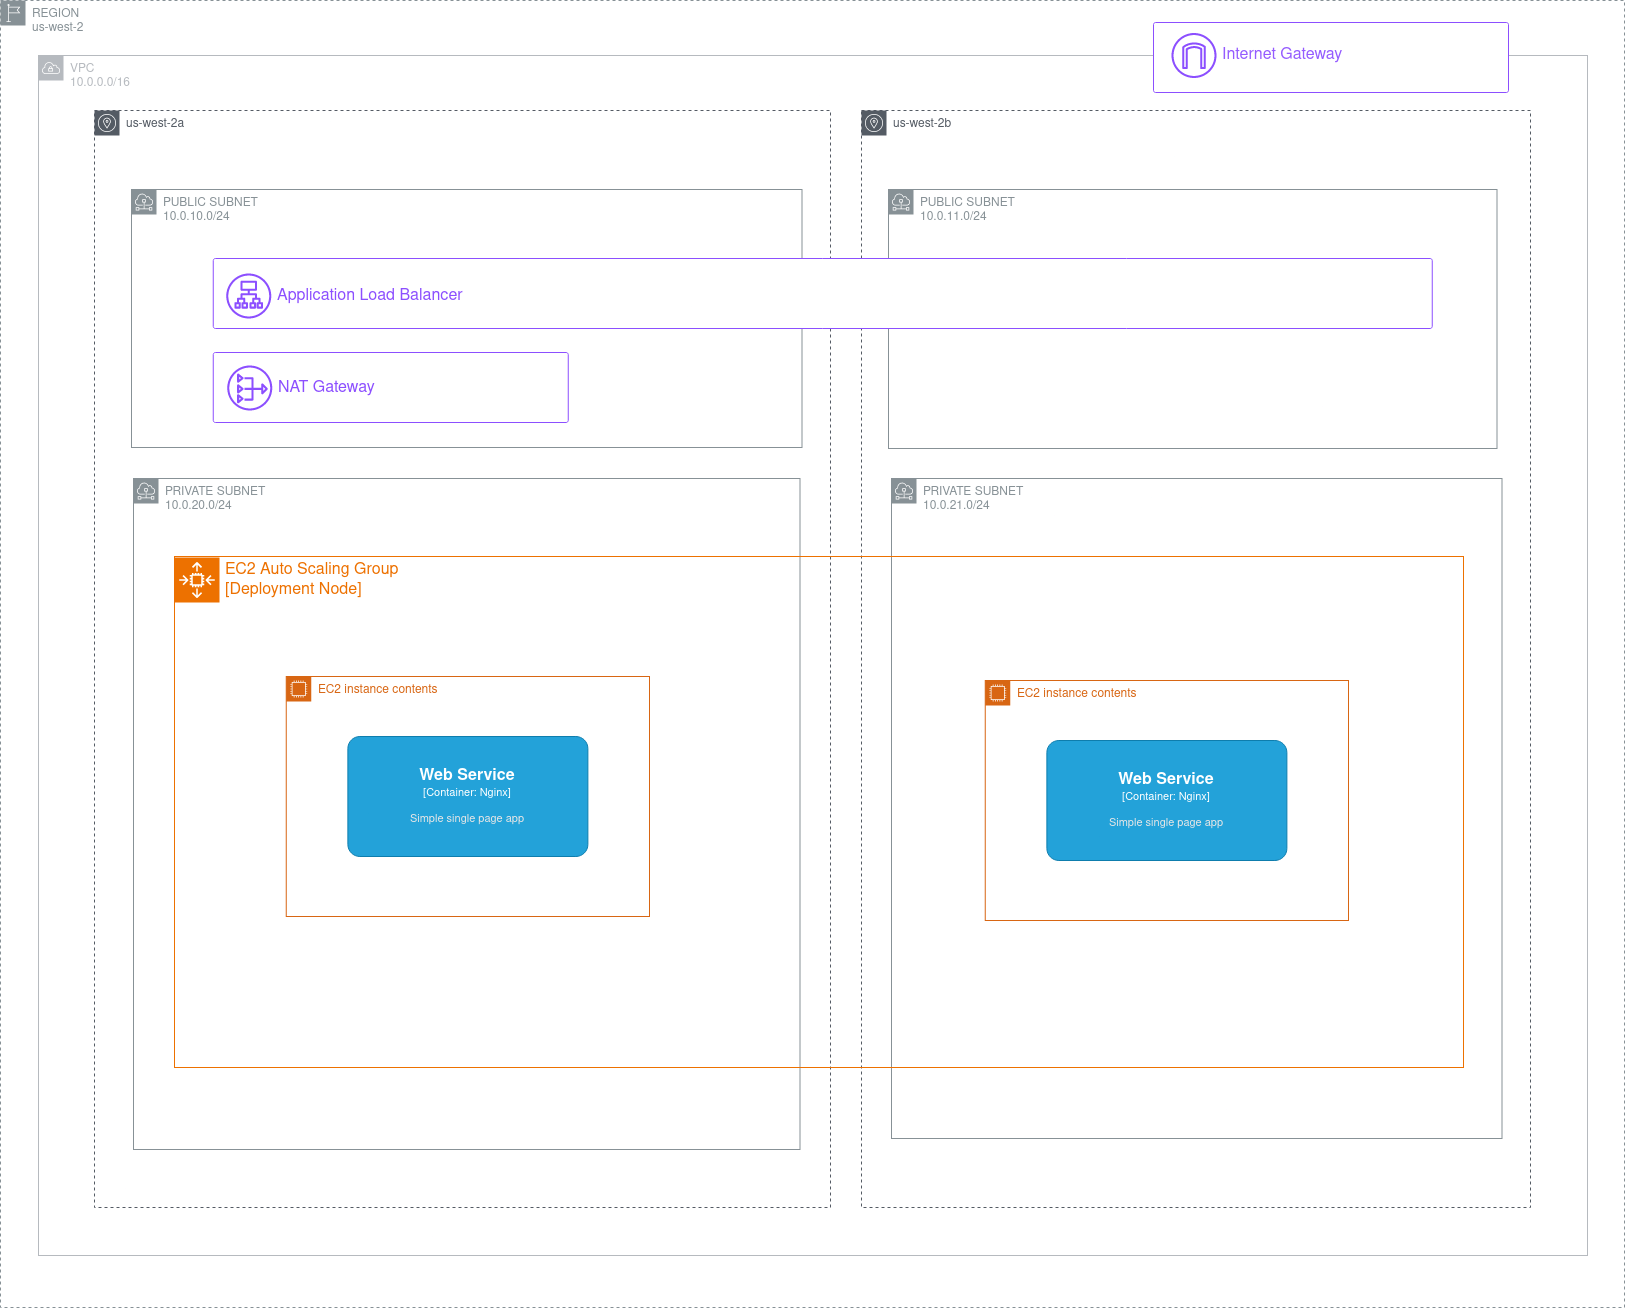 REGION
us-west-2
Internet Gateway
VPC
10.0.0.0/16
us-west-2a
us-west-2b
PUBLIC SUBNET
10.0.10.0/24
PUBLIC SUBNET
10.0.11.0/24
Application Load Balancer
NAT Gateway
PRIVATE SUBNET
10.0.20.0/24
PRIVATE SUBNET
10.0.21.0/24
EC2 Auto Scaling Group
[Deployment Node]
EC2 instance contents
Web Service
[Container: Nginx]
Simple single page app
EC2 instance contents
Web Service
[Container: Nginx]
Simple single page app